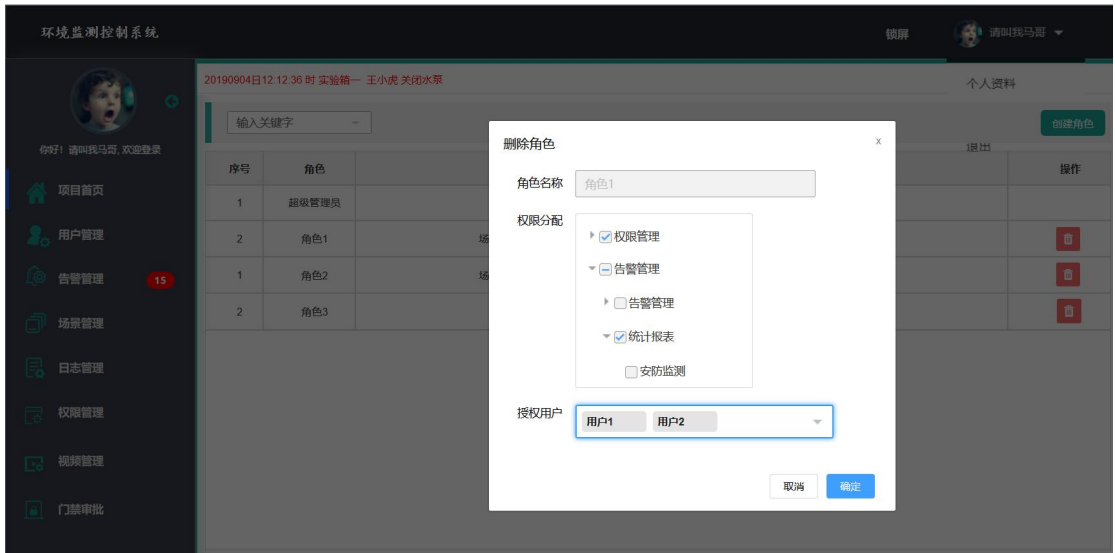 环境监测控制系统
锁屏
请叫我马哥
20190904日12:12:36 时 实验箱一 王小虎 关闭水泵
个人资料
输入关键字
创建角色
退出
你好！请叫我马哥, 欢迎登录
序号 角色 操作
1 超级管理员
2 角色1 场
1 角色2 场
2 角色3
项目首页
用户管理
告警管理 15
场景管理
日志管理
权限管理
视频管理
门禁审批
删除角色 x
角色名称 角色1
权限分配
权限管理
告警管理
告警管理
统计报表
安防监测
授权用户 用户1 用户2
取消 确定